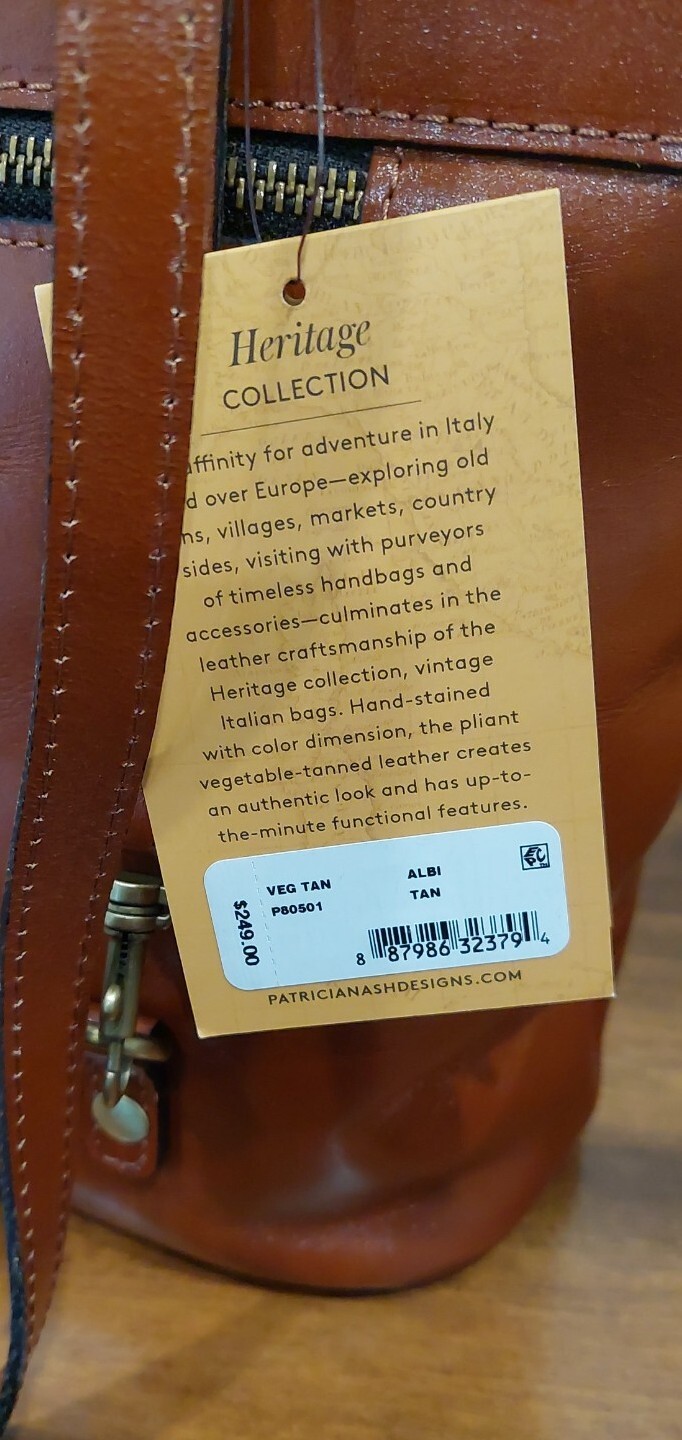 Heritage
COLLECTION
affinity for adventure in Italy
over Europe—exploring old
villages, markets, country
sides, visiting with purveyors
of timeless handbags and
accessories—culminates in the
leather craftsmanship of the
Heritage collection, vintage
Italian bags. Hand-stained
with color dimension, the pliant
vegetable-tanned leather creates
an authentic look and has up-to-
the-minute functional features.
$249.00
VEG TAN ALBI
P80501 TAN
8 87986 32379 4
PATRICIANASHDESIGNS.COM